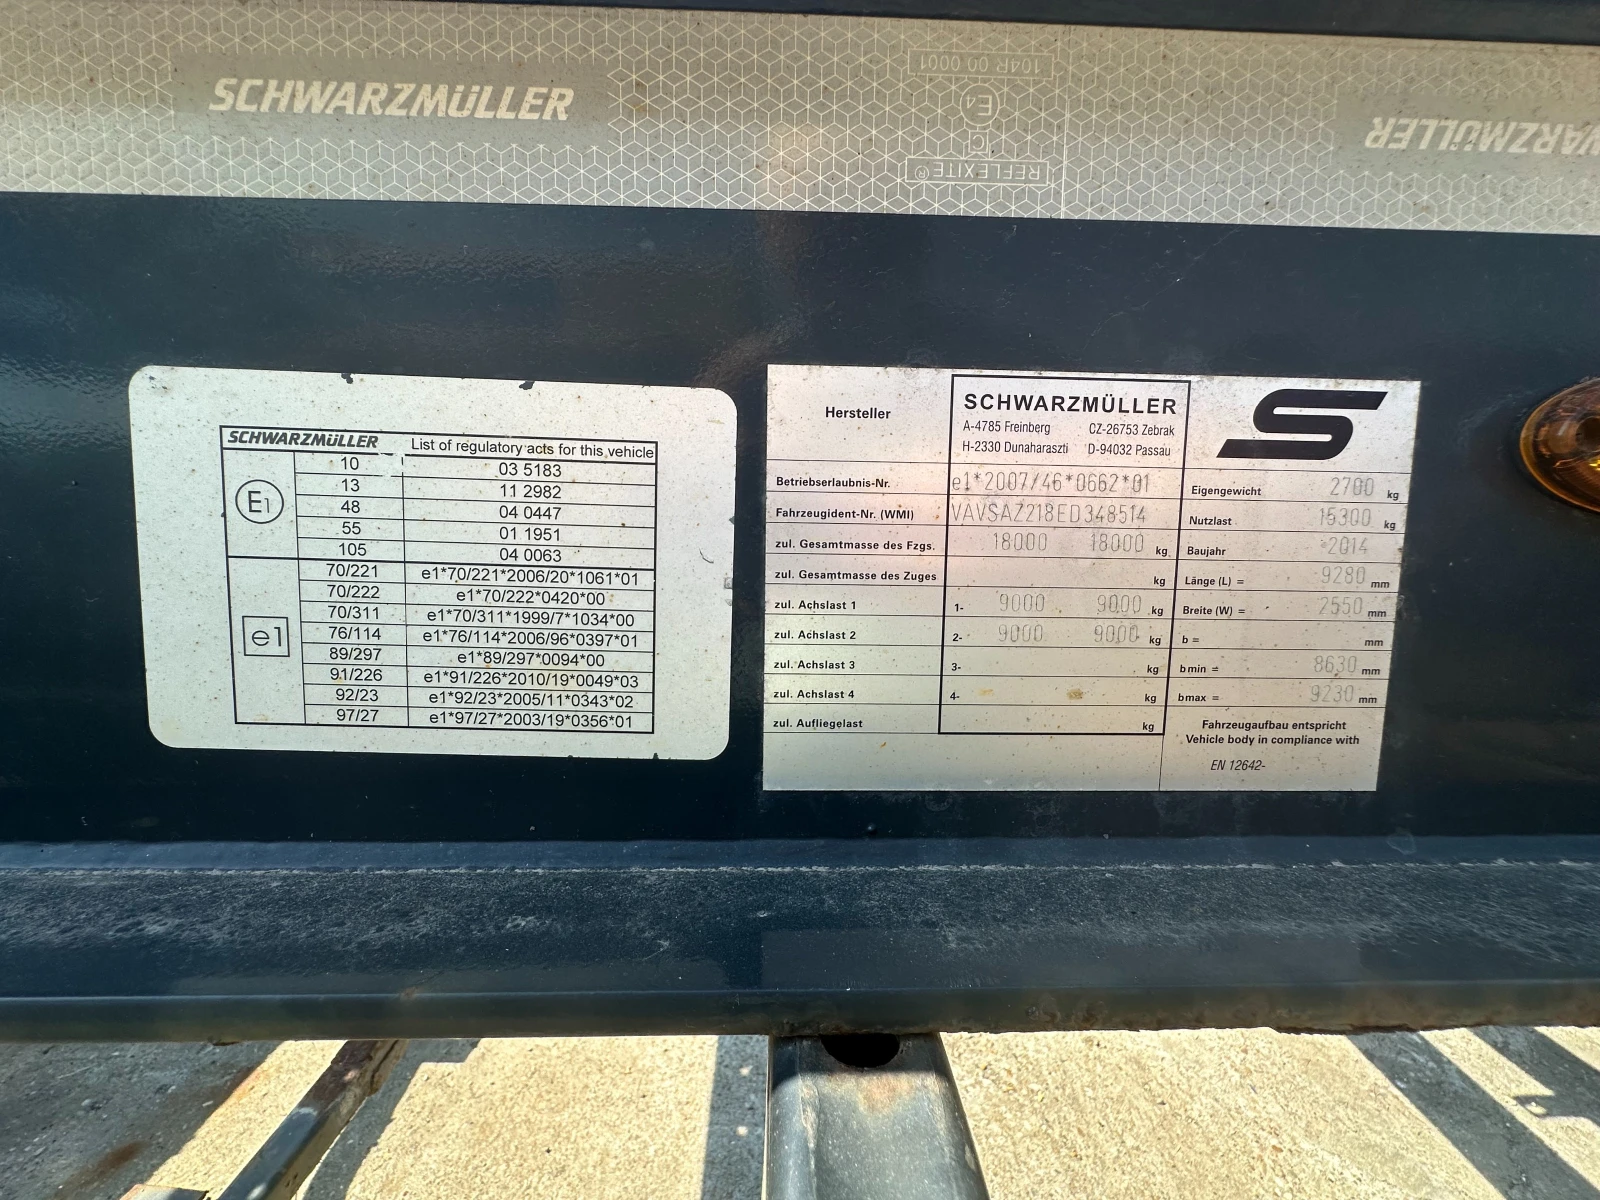 SCHWARZMÜLLER
104R 00 0001
E4
C
REFLEXITE®
WARZMÜLLER
SCHWARZMÜLLER List of regulatory acts for this vehicle
E1
10 03 5183
13 11 2982
48 04 0447
55 01 1951
105 04 0063
e1
70/221 e1*70/221*2006/20*1061*01
70/222 e1*70/222*0420*00
70/311 e1*70/311*1999/7*1034*00
76/114 e1*76/114*2006/96*0397*01
89/297 e1*89/297*0094*00
91/226 e1*91/226*2010/19*0049*03
92/23 e1*92/23*2005/11*0343*02
97/27 e1*97/27*2003/19*0356*01
Hersteller
SCHWARZMÜLLER
A-4785 Freinberg CZ-26753 Zebrak
H-2330 Dunaharaszti D-94032 Passau
S
Betriebserlaubnis-Nr. e1*2007/46*0662*01
Fahrzeugident-Nr. (WMI) VAVSAZ218ED348514
zul. Gesamtmasse des Fzgs. 18000 18000 kg
zul. Gesamtmasse des Zuges kg
zul. Achslast 1 1- 9000 9000 kg
zul. Achslast 2 2- 9000 9000 kg
zul. Achslast 3 3- kg
zul. Achslast 4 4- kg
zul. Aufliegelast kg
Eigengewicht 2700 kg
Nutzlast 15300 kg
Baujahr 2014
Länge (L) = 9280 mm
Breite (W) = 2550 mm
b = mm
b min = 8630 mm
b max = 9230 mm
Fahrzeugaufbau entspricht
Vehicle body in compliance with
EN 12642-